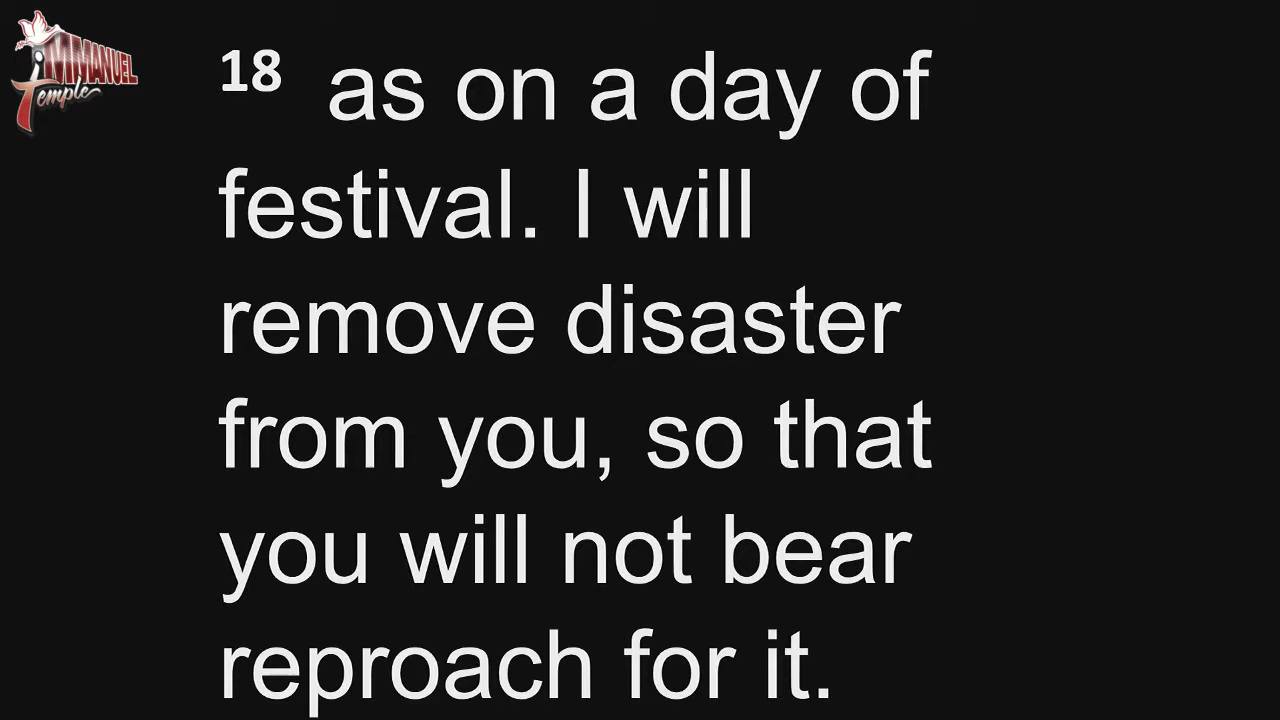 IMMANUEL
Temple
18 as on a day of
festival. I will
remove disaster
from you, so that
you will not bear
reproach for it.